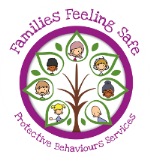 Families Feeling Safe
Protective Behaviours Services